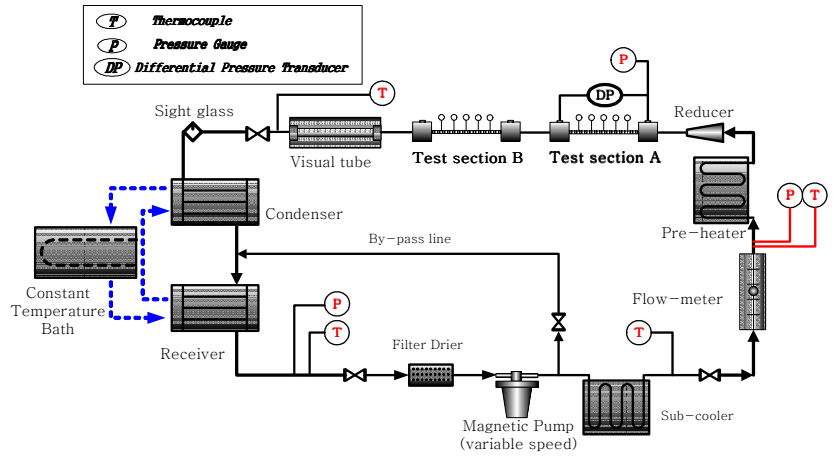 T Thermocouple
P Pressure Gauge
DP Differential Pressure Transducer
P
DP
T
Sight glass
Reducer
Visual tube
Test section B
Test section A
Condenser
Pre-heater
P T
By-pass line
Constant
Temperature
Bath
Flow-meter
P
T
T
Receiver
Filter Drier
Magnetic Pump
(variable speed)
Sub-cooler